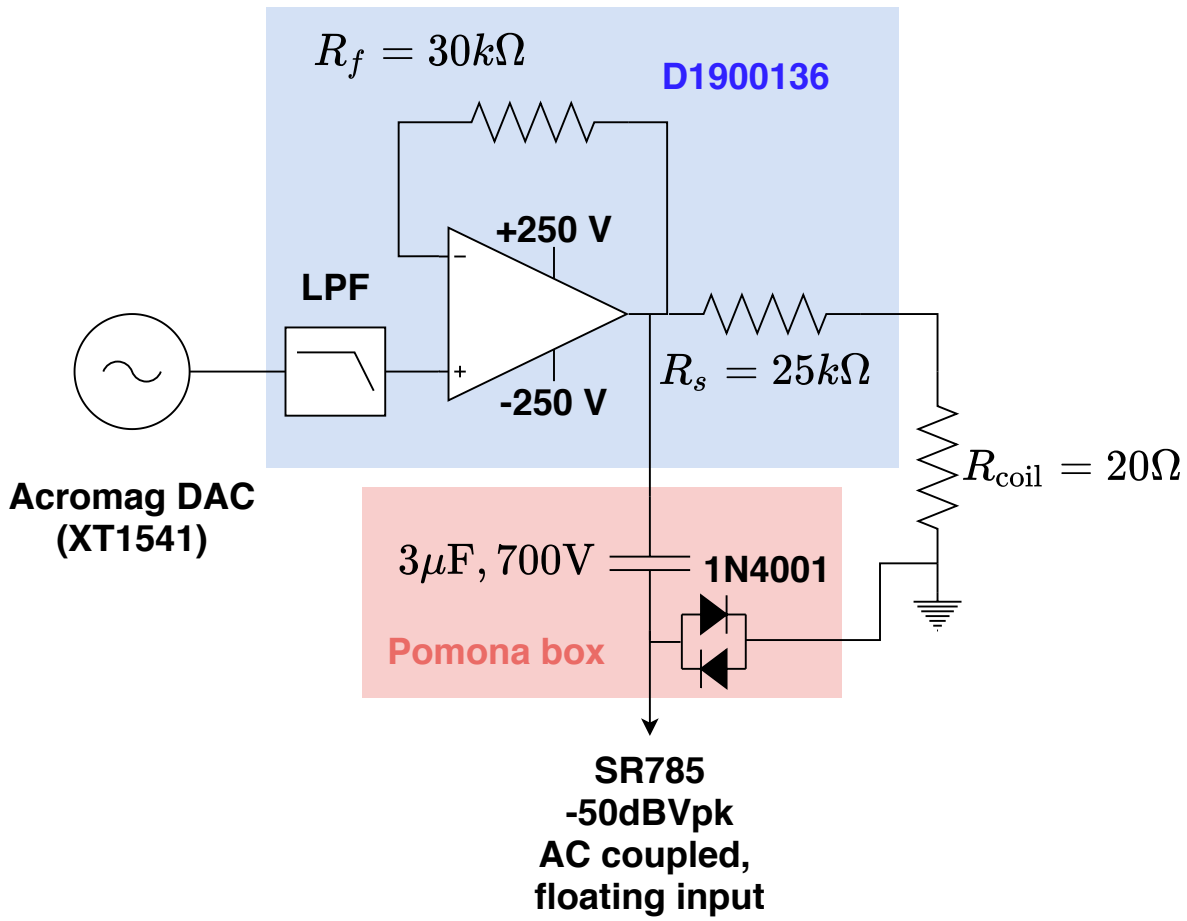 R_f = 30kΩ
D1900136
+250 V
−
LPF
+
-250 V
R_s = 25kΩ
R_coil = 20Ω
Acromag DAC
(XT1541)
3μF, 700V
1N4001
Pomona box
SR785
-50dBVpk
AC coupled,
floating input